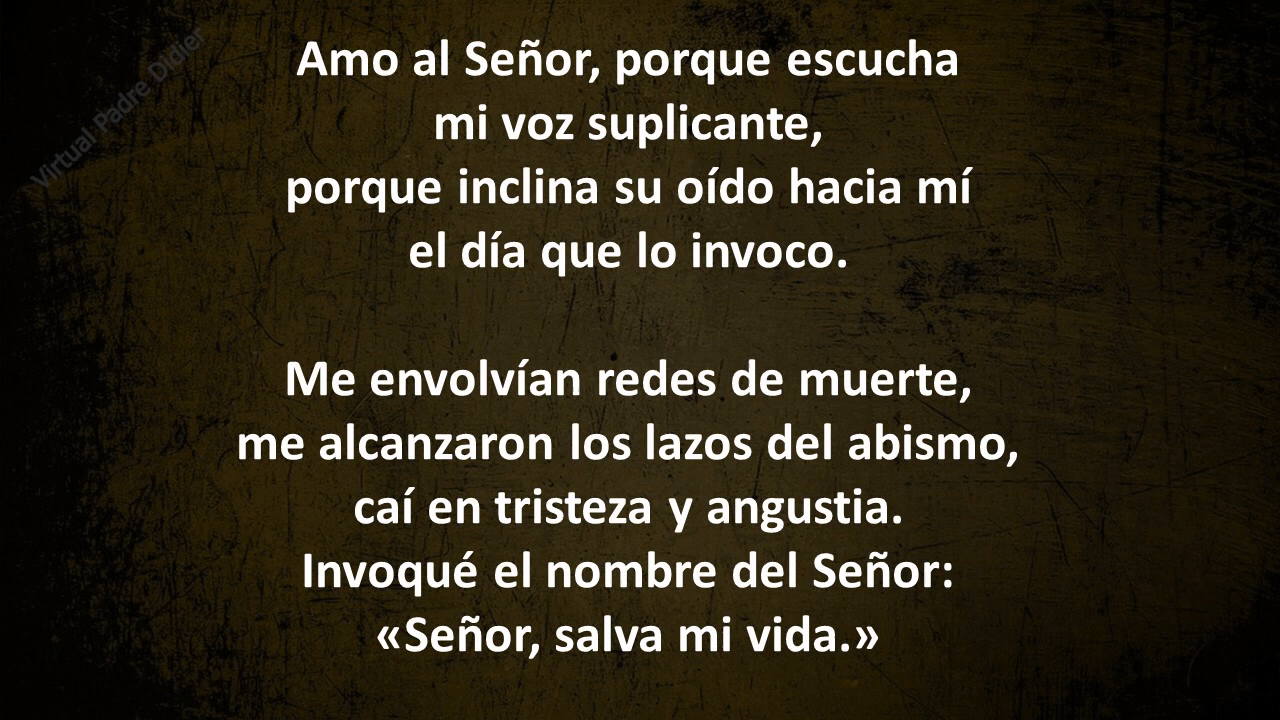 Virtual Padre Didier
Amo al Señor, porque escucha
mi voz suplicante,
porque inclina su oído hacia mí
el día que lo invoco.
Me envolvían redes de muerte,
me alcanzaron los lazos del abismo,
caí en tristeza y angustia.
Invoqué el nombre del Señor:
«Señor, salva mi vida.»